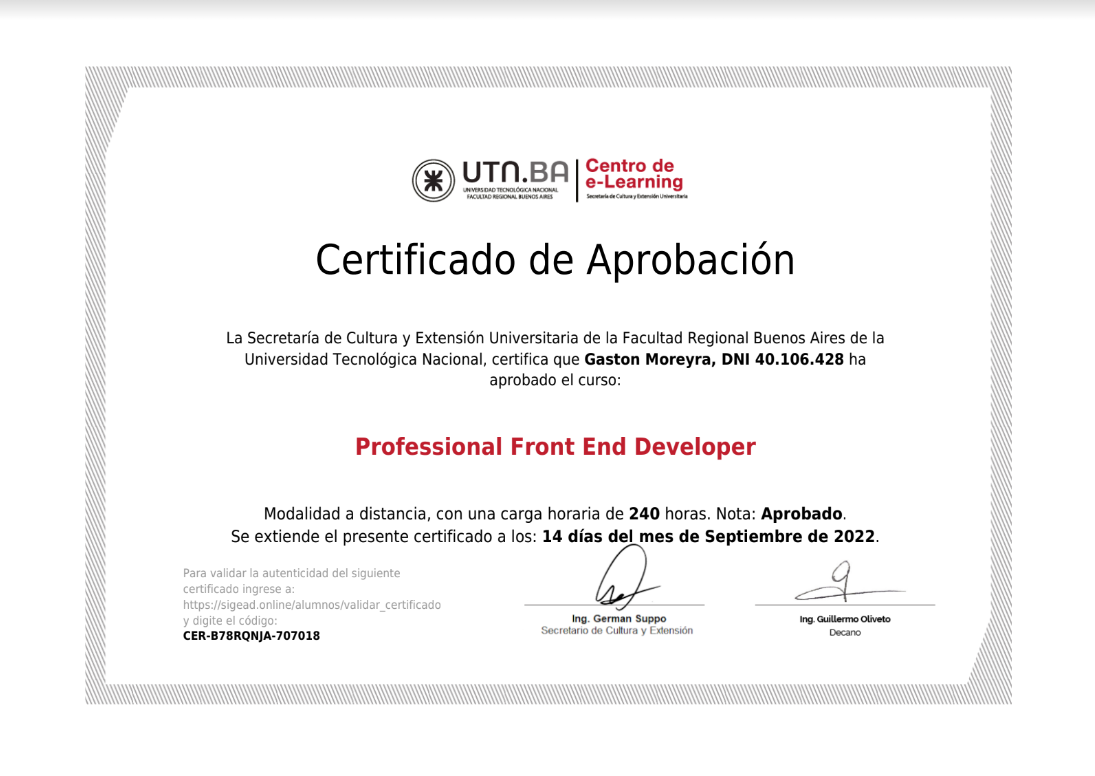 UTN.BA
UNIVERSIDAD TECNOLÓGICA NACIONAL
FACULTAD REGIONAL BUENOS AIRES
Centro de
e-Learning
Secretaría de Cultura y Extensión Universitaria
Certificado de Aprobación
La Secretaría de Cultura y Extensión Universitaria de la Facultad Regional Buenos Aires de la
Universidad Tecnológica Nacional, certifica que Gaston Moreyra, DNI 40.106.428 ha
aprobado el curso:
Professional Front End Developer
Modalidad a distancia, con una carga horaria de 240 horas. Nota: Aprobado.
Se extiende el presente certificado a los: 14 días del mes de Septiembre de 2022.
Para validar la autenticidad del siguiente
certificado ingrese a:
https://sigead.online/alumnos/validar_certificado
y digite el código:
CER-B78RQNJA-707018
Ing. German Suppo
Secretario de Cultura y Extensión
Ing. Guillermo Oliveto
Decano